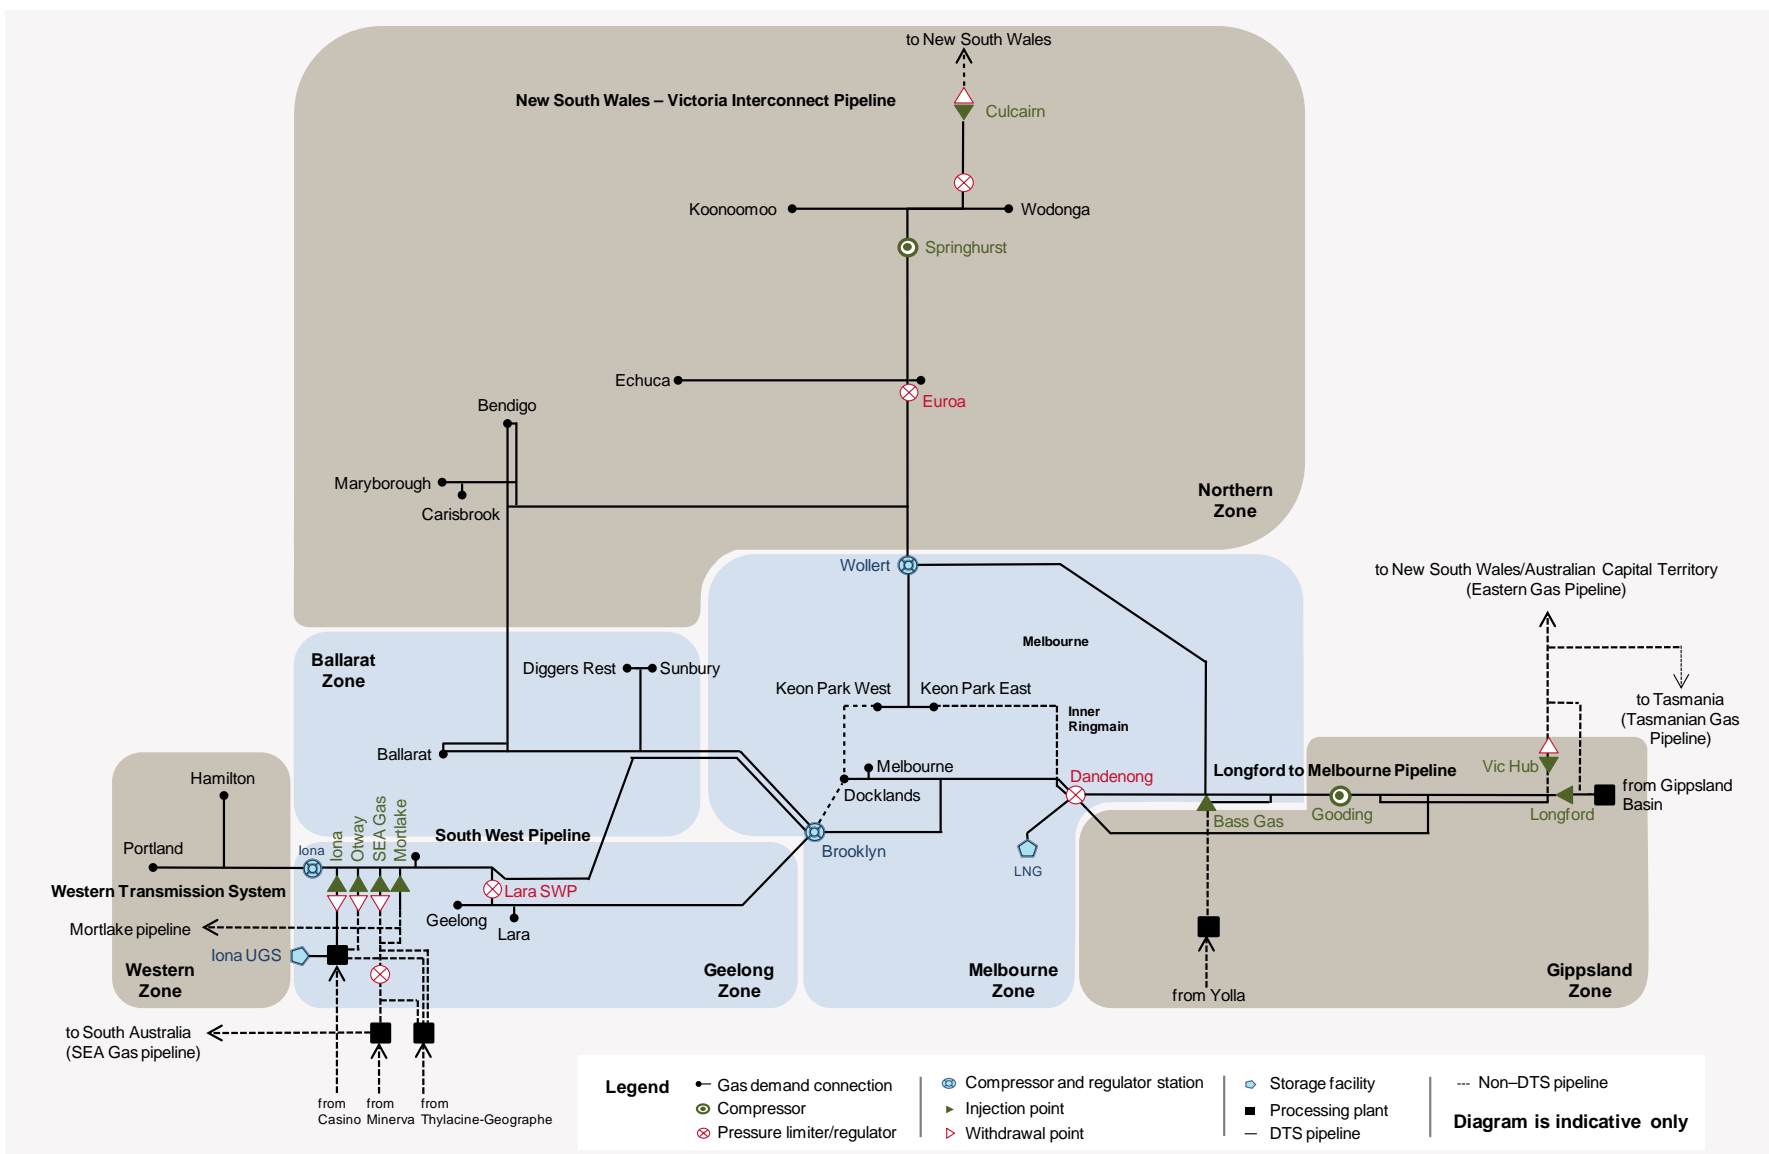 to New South Wales
New South Wales – Victoria Interconnect Pipeline
Culcairn
Koonoomoo
Wodonga
Springhurst
Echuca
Euroa
Bendigo
Maryborough
Carisbrook
Northern
Zone
Wollert
to New South Wales/Australian Capital Territory
(Eastern Gas Pipeline)
Melbourne
Ballarat
Zone
Diggers Rest
Sunbury
Keon Park West
Keon Park East
Inner
Ringmain
to Tasmania
(Tasmanian Gas
Pipeline)
Ballarat
Hamilton
Melbourne
Docklands
Dandenong
Longford to Melbourne Pipeline
Vic Hub
from Gippsland
Basin
Bass Gas
Gooding
Longford
Iona
Otway
SEA Gas
Mortlake
South West Pipeline
Brooklyn
Portland
Iona
LNG
Western Transmission System
Lara SWP
Geelong
Lara
Mortlake pipeline
Iona UGS
Western
Zone
Geelong
Zone
Melbourne
Zone
Gippsland
Zone
from Yolla
to South Australia
(SEA Gas pipeline)
from
Casino
from
Minerva
from
Thylacine-Geographe
Legend
Gas demand connection
Compressor
Pressure limiter/regulator
Compressor and regulator station
Injection point
Withdrawal point
Storage facility
Processing plant
DTS pipeline
Non–DTS pipeline
Diagram is indicative only